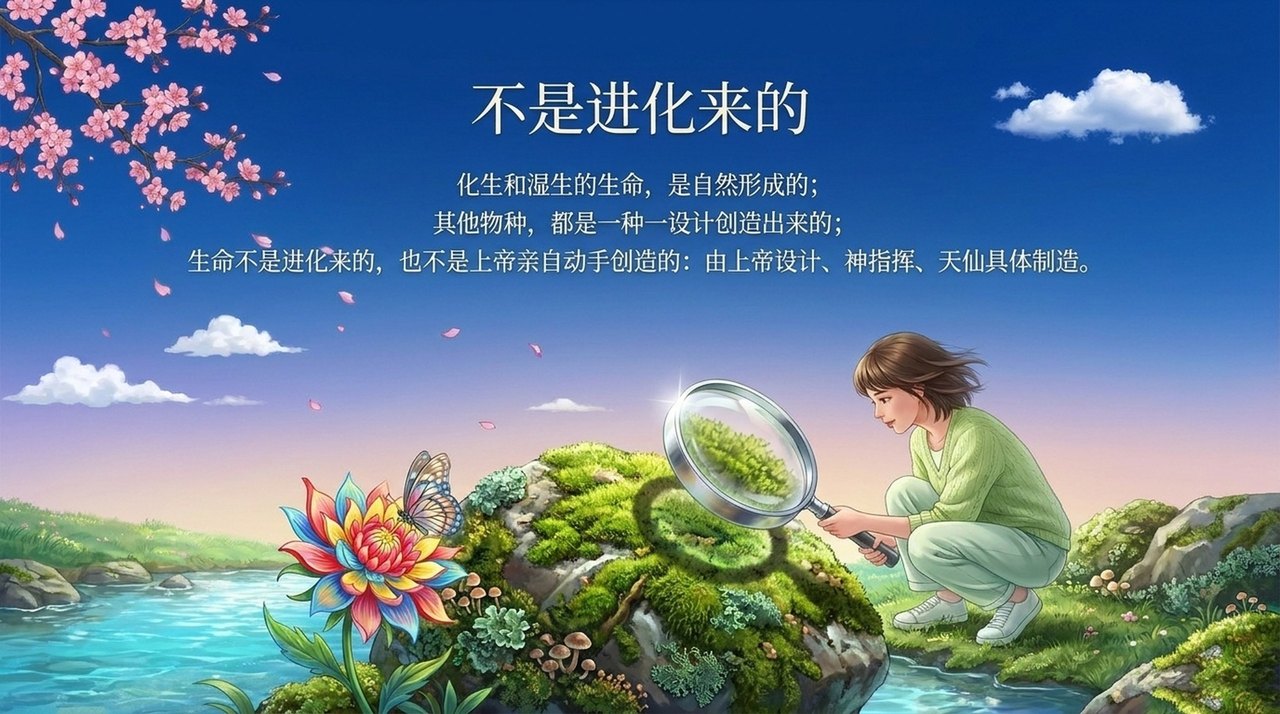 不是进化来的
化生和湿生的生命，是自然形成的；
其他物种，都是一种一设计创造出来的；
生命不是进化来的，也不是上帝亲自动手创造的：由上帝设计、神指挥、天仙具体制造。